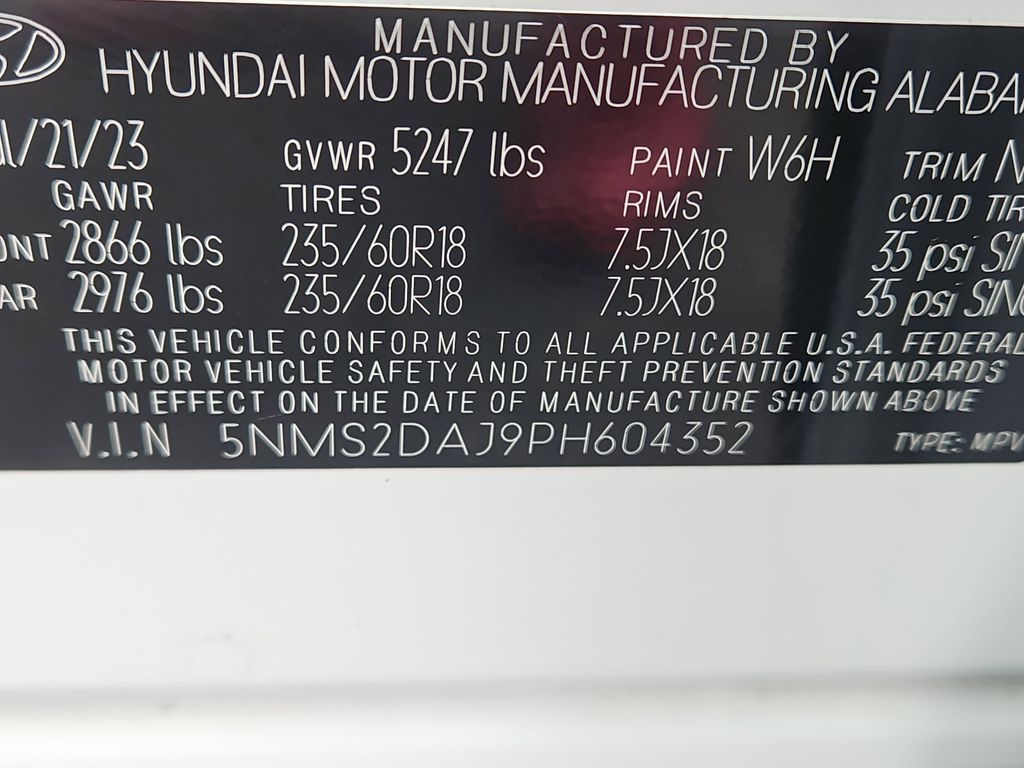 MANUFACTURED BY
HYUNDAI MOTOR MANUFACTURING
/21/23 GVWR 5247 lbs PAINT W6H TRIM
GAWR TIRES RIMS COLD
2866 lbs 235/60R18 7.5JX18 35 psi
2976 lbs 235/60R18 7.5JX18 35 psi
THIS VEHICLE CONFORMS TO ALL APPLICABLE U.S.A. FEDERAL
MOTOR VEHICLE SAFETY AND THEFT PREVENTION STANDARDS
IN EFFECT ON THE DATE OF MANUFACTURE SHOWN ABOVE
V.I.N 5NMS2DAJ9PH604352 TYPE: MPV